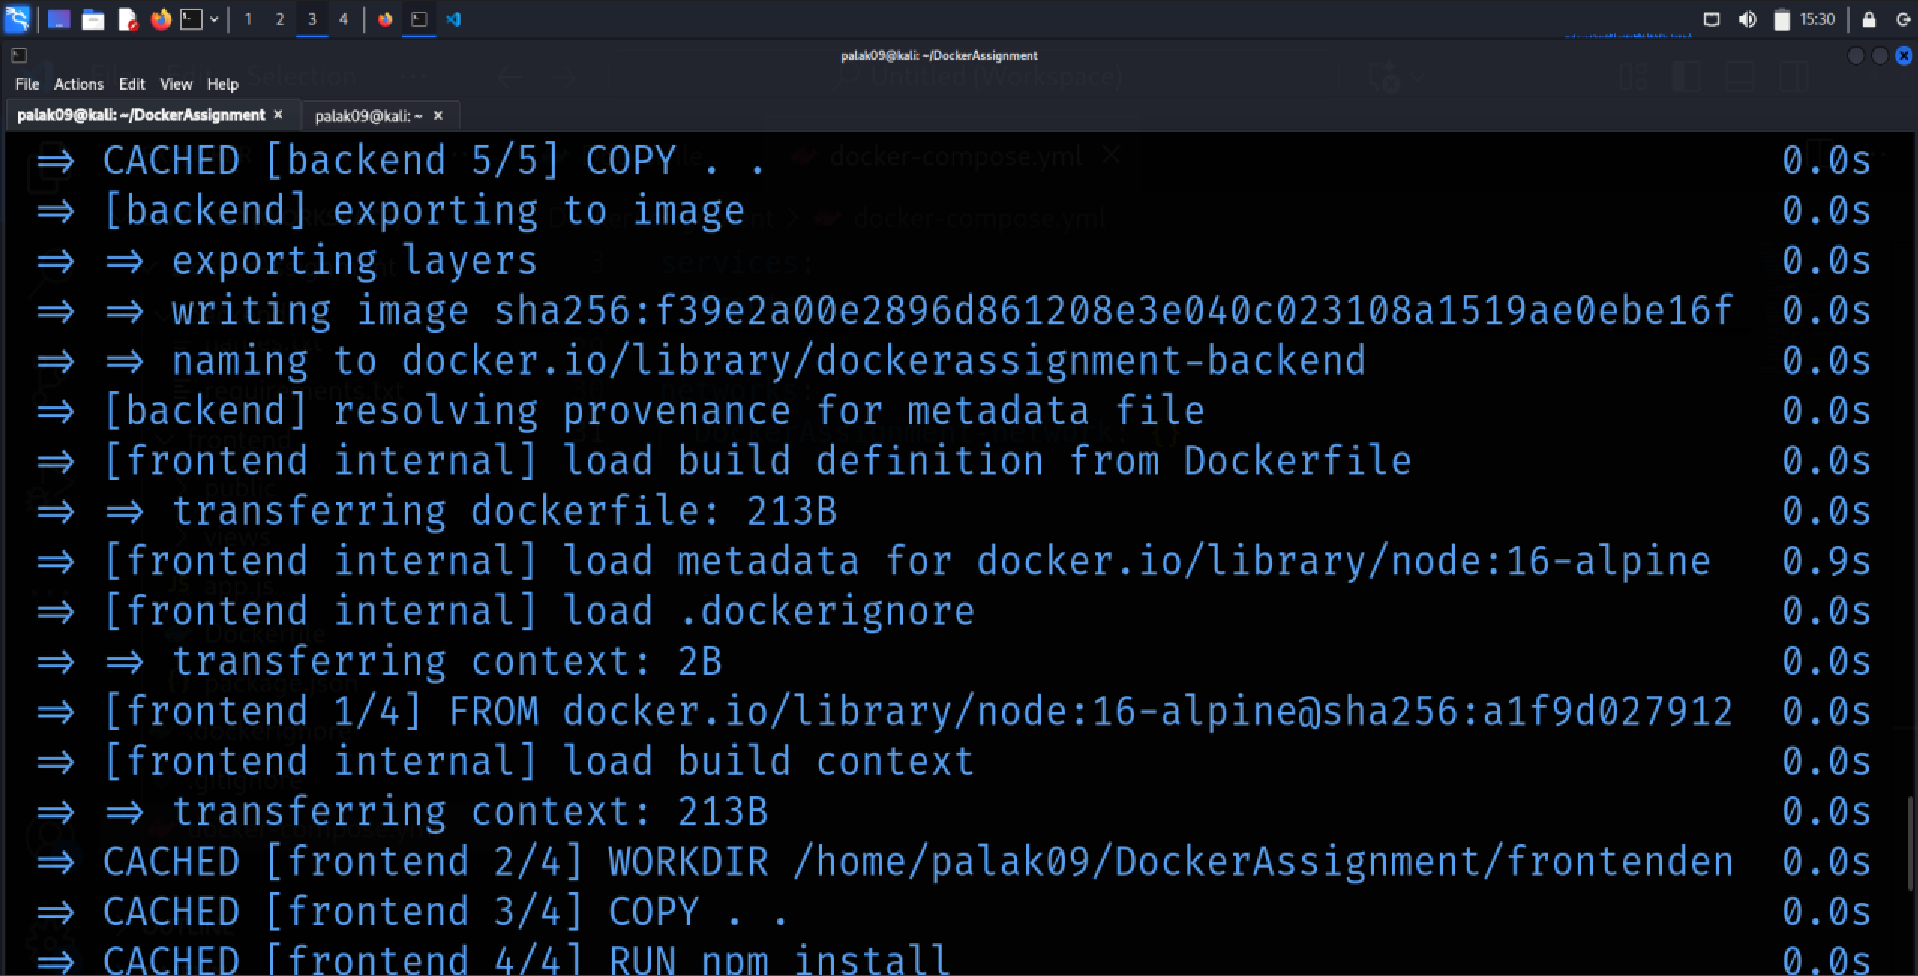 1 2 3 4 15:30
palak09@kali: ~/DockerAssignment
File Actions Edit View Help
palak09@kali: ~/DockerAssignment × palak09@kali: ~ ×
⇒ CACHED [backend 5/5] COPY . . 0.0s
⇒ [backend] exporting to image 0.0s
⇒ ⇒ exporting layers 0.0s
⇒ ⇒ writing image sha256:f39e2a00e2896d861208e3e040c023108a1519ae0ebe16f 0.0s
⇒ ⇒ naming to docker.io/library/dockerassignment-backend 0.0s
⇒ [backend] resolving provenance for metadata file 0.0s
⇒ [frontend internal] load build definition from Dockerfile 0.0s
⇒ ⇒ transferring dockerfile: 213B 0.0s
⇒ [frontend internal] load metadata for docker.io/library/node:16-alpine 0.9s
⇒ [frontend internal] load .dockerignore 0.0s
⇒ ⇒ transferring context: 2B 0.0s
⇒ [frontend 1/4] FROM docker.io/library/node:16-alpine@sha256:a1f9d027912 0.0s
⇒ [frontend internal] load build context 0.0s
⇒ ⇒ transferring context: 213B 0.0s
⇒ CACHED [frontend 2/4] WORKDIR /home/palak09/DockerAssignment/frontenden 0.0s
⇒ CACHED [frontend 3/4] COPY . . 0.0s
⇒ CACHED [frontend 4/4] RUN npm install 0.0s